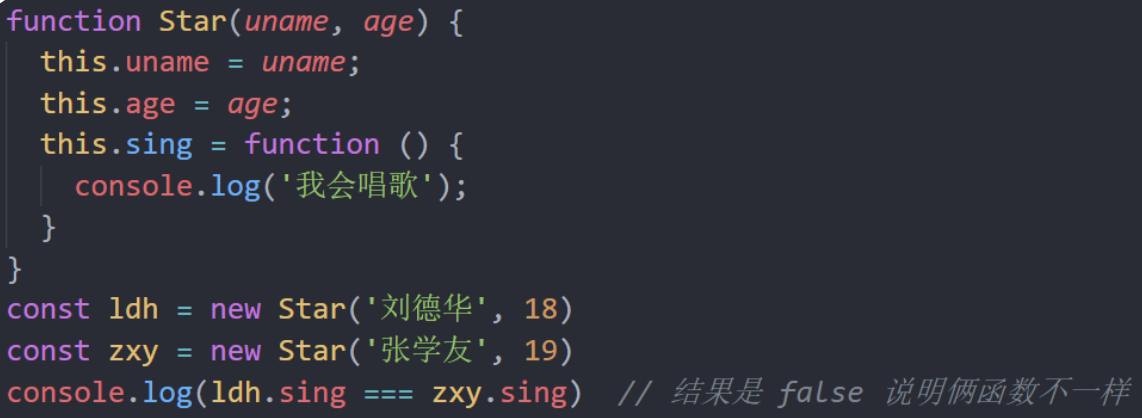 function Star(uname, age) {
this.uname = uname;
this.age = age;
this.sing = function () {
console.log('我会唱歌');
}
}
const ldh = new Star('刘德华', 18)
const zxy = new Star('张学友', 19)
console.log(ldh.sing === zxy.sing) // 结果是 false 说明俩函数不一样